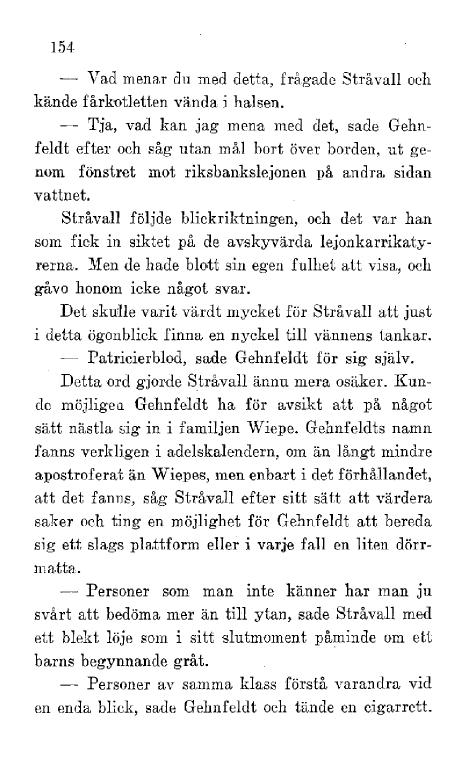 154
— Vad menar du med detta, frågade Stråvall och
kände fårkotletten vända i halsen.
— Tja, vad kan jag mena med det, sade Gehn-
feldt efter och såg utan mål bort över borden, ut ge-
nom fönstret mot riksbankslejonen på andra sidan
vattnet.
Stråvall följde blickriktningen, och det var han
som fick in siktet på de avskyvärda lejonkarrikaty-
rerna. Men de hade blott sin egen fulhet att visa, och
gåvo honom icke något svar.
Det skulle varit värdt mycket för Stråvall att just
i detta ögonblick finna en nyckel till vännens tankar.
— Patricierblod, sade Gehnfeldt för sig själv.
Detta ord gjorde Stråvall ännu mera osäker. Kun-
de möjligen Gehnfeldt ha för avsikt att på något
sätt nästla sig in i familjen Wiepe. Gehnfeldts namn
fanns verkligen i adelskalendern, om än långt mindre
apostroferat än Wiepes, men enbart i det förhållandet,
att det fanns, såg Stråvall efter sitt sätt att värdera
saker och ting en möjlighet för Gehnfeldt att bereda
sig ett slags plattform eller i varje fall en liten dörr-
matta.
— Personer som man inte känner har man ju
svårt att bedöma mer än till ytan, sade Stråvall med
ett blekt löje som i sitt slutmoment påminde om ett
barns begynnande gråt.
— Personer av samma klass förstå varandra vid
en enda blick, sade Gehnfeldt och tände en cigarrett.